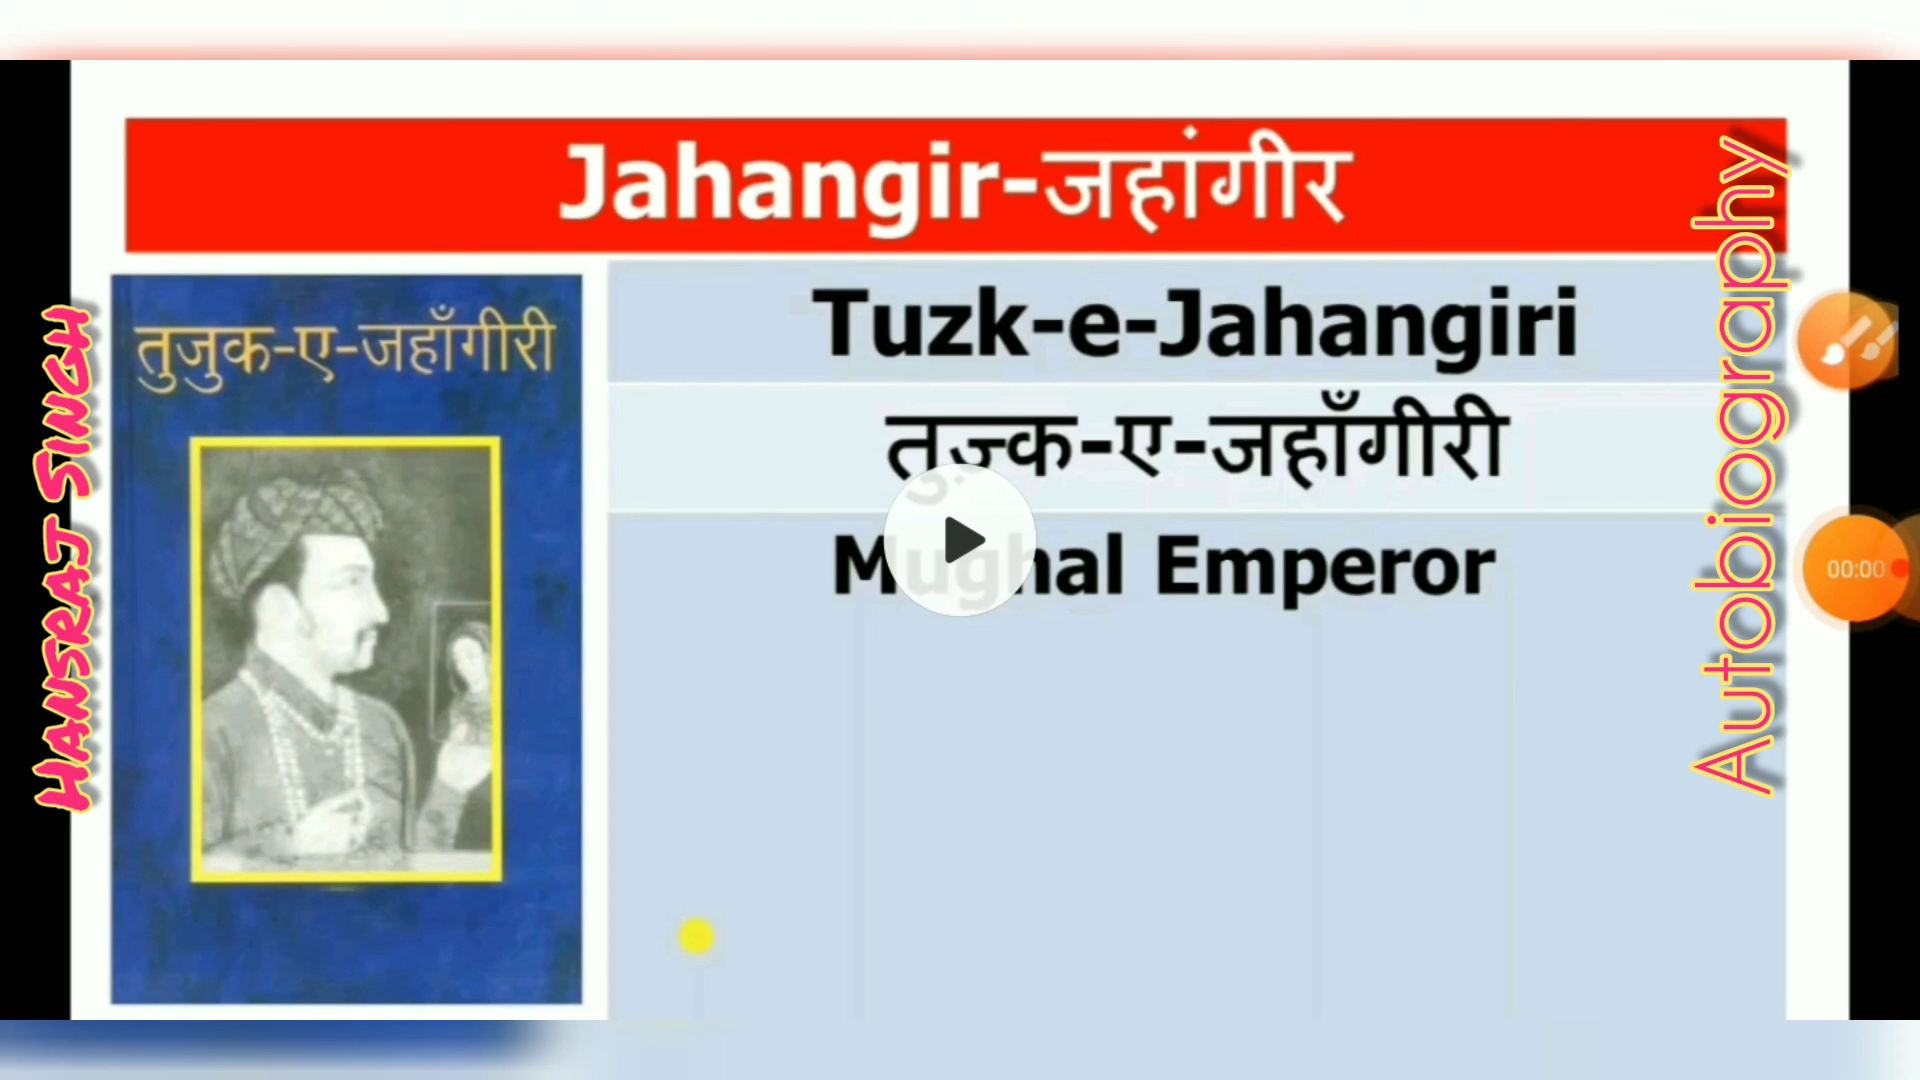 Jahangir-जहांगीर
तुजुक-ए-जहाँगीरी
Tuzk-e-Jahangiri
तुज़्क-ए-जहाँगीरी
Mughal Emperor
HANSRAJ SINGH
Autobiography
00:00